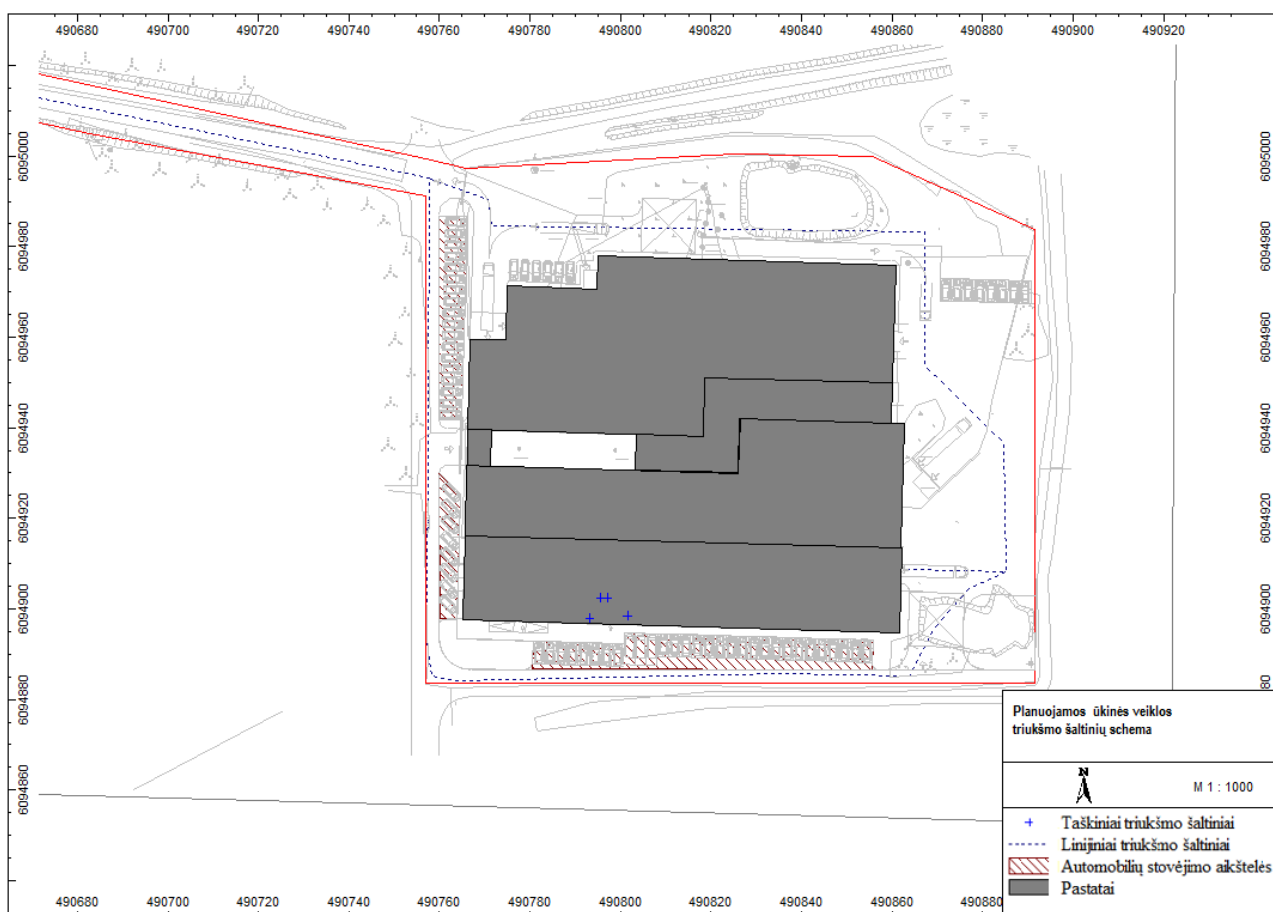 490680 490700 490720 490740 490760 490780 490800 490820 490840 490860 490880 490900 490920
6095000 6095000
6094980 6094980
6094960 6094960
6094940 6094940
6094920 6094920
6094900 6094900
6094880 80
6094860
Planuojamos ūkinės veiklos
triukšmo šaltinių schema
N
M 1 : 1000
Taškiniai triukšmo šaltiniai
Linijiniai triukšmo šaltiniai
Automobilių stovėjimo aikštelės
Pastatai
490680 490700 490720 490740 490760 490780 490800 490820 490840 490860 490880 490900 490920